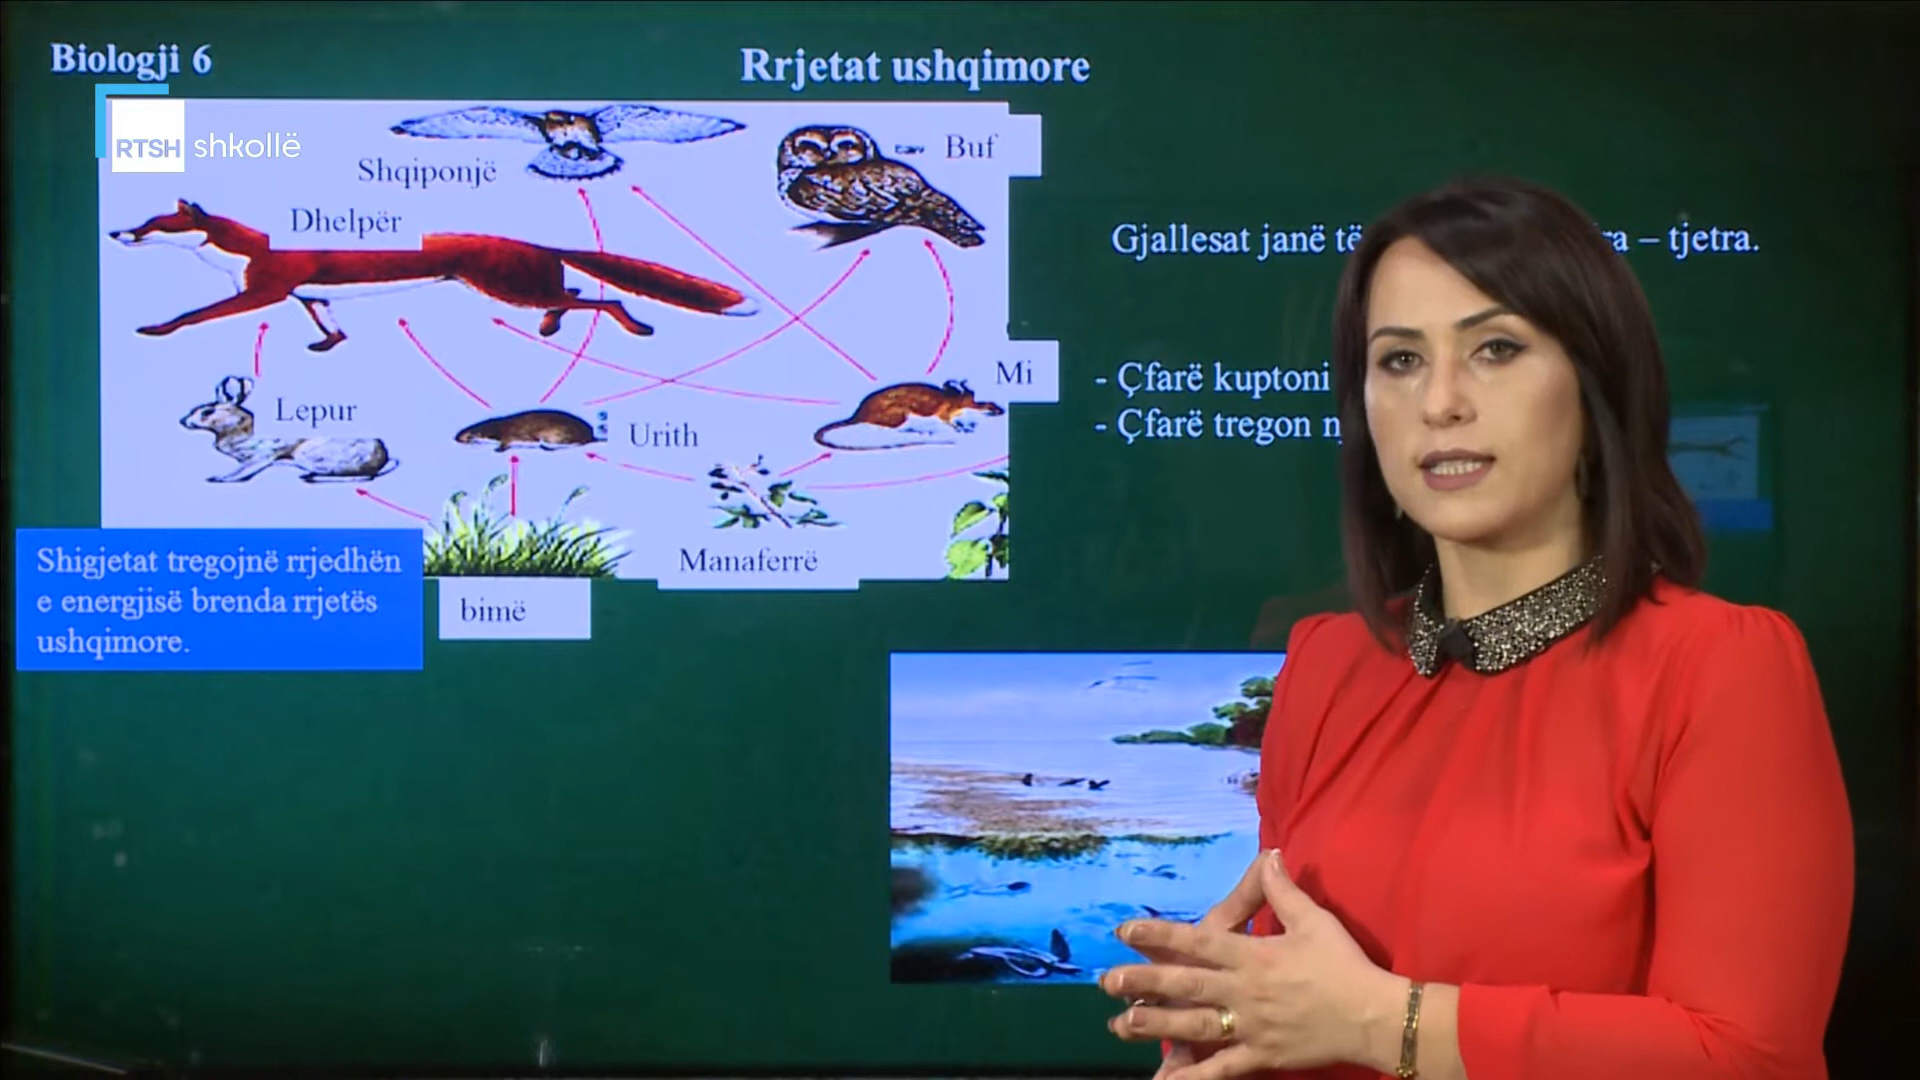 Biologji 6
Rrjetat ushqimore
RTSH shkollë
Shqiponjë
Buf
Dhelpër
Mi
Lepur
Urith
Manaferrë
bimë
Shigjetat tregojnë rrjedhën
e energjisë brenda rrjetës
ushqimore.
Gjallesat janë të – tjetra.
- Çfarë kuptoni
- Çfarë tregon